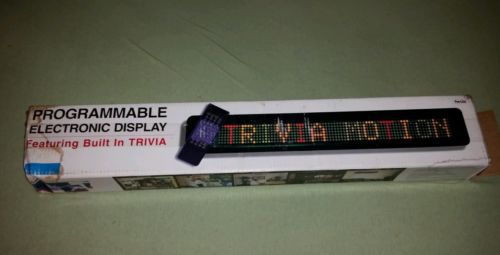 PROGRAMMABLE
ELECTRONIC DISPLAY
Featuring Built In TRIVIA
TRIVIA MOTION